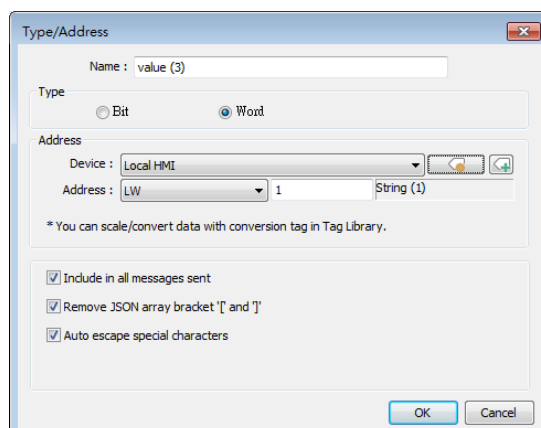 Type/Address
Name : value (3)
Type
Bit Word
Address
Device : Local HMI
Address : LW 1 String (1)
* You can scale/convert data with conversion tag in Tag Library.
Include in all messages sent
Remove JSON array bracket '[' and ']'
Auto escape special characters
OK Cancel